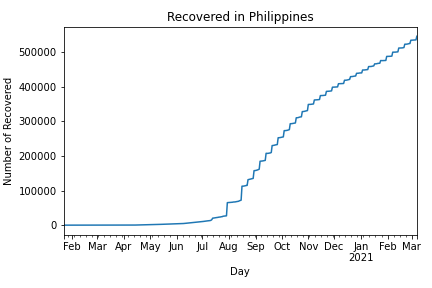 Recovered in Philippines
Number of Recovered
500000
400000
300000
200000
100000
0
Feb Mar Apr May Jun Jul Aug Sep Oct Nov Dec Jan Feb Mar
2021
Day